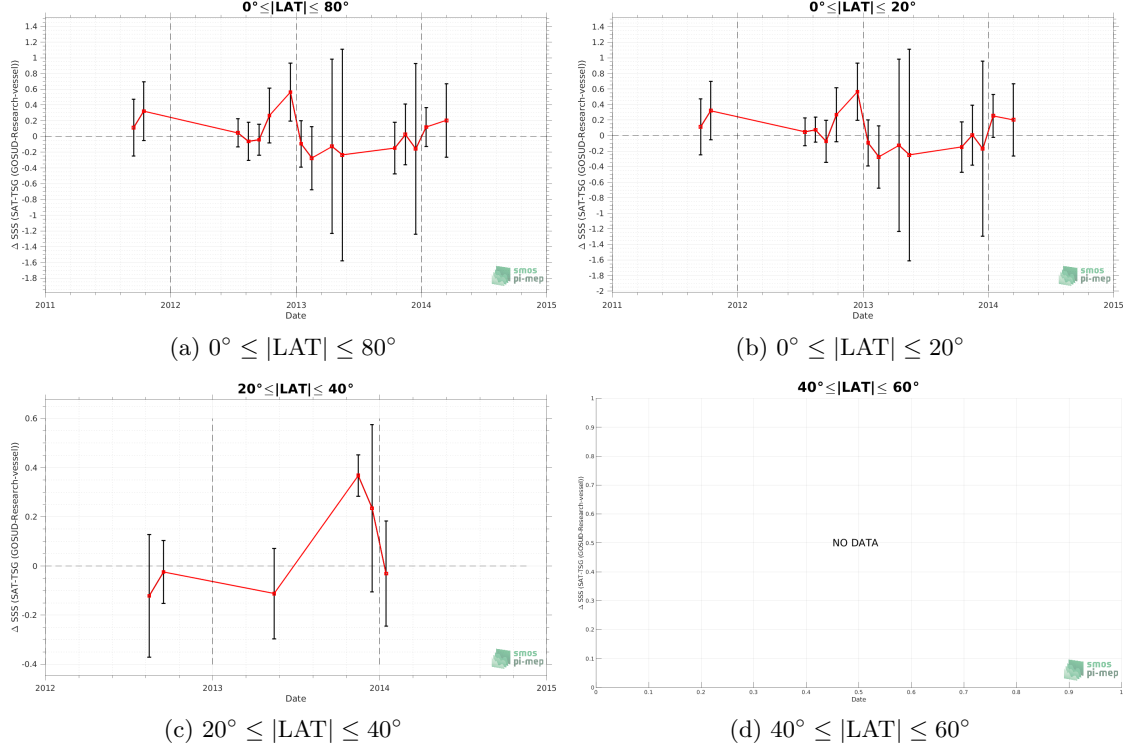 0°≤|LAT|≤ 80°
Δ SSS (SAT-TSG (GOSUD-Research-vessel))
1.4
1.2
1
0.8
0.6
0.4
0.2
0
-0.2
-0.4
-0.6
-0.8
-1
-1.2
-1.4
-1.6
-1.8
2011 2012 2013 2014 2015
Date
smos
pi-mep
(a) 0° ≤ |LAT| ≤ 80°
0°≤|LAT|≤ 20°
Δ SSS (SAT-TSG (GOSUD-Research-vessel))
1.4
1.2
1
0.8
0.6
0.4
0.2
0
-0.2
-0.4
-0.6
-0.8
-1
-1.2
-1.4
-1.6
-1.8
-2
2011 2012 2013 2014 2015
Date
smos
pi-mep
(b) 0° ≤ |LAT| ≤ 20°
20°≤|LAT|≤ 40°
Δ SSS (SAT-TSG (GOSUD-Research-vessel))
0.6
0.4
0.2
0
-0.2
-0.4
2012 2013 2014 2015
Date
smos
pi-mep
(c) 20° ≤ |LAT| ≤ 40°
40°≤|LAT|≤ 60°
Δ SSS (SAT-TSG (GOSUD-Research-vessel))
1
0.9
0.8
0.7
0.6
0.5
0.4
0.3
0.2
0.1
0
NO DATA
0 0.1 0.2 0.3 0.4 0.5 0.6 0.7 0.8 0.9 1
Date
smos
pi-mep
(d) 40° ≤ |LAT| ≤ 60°